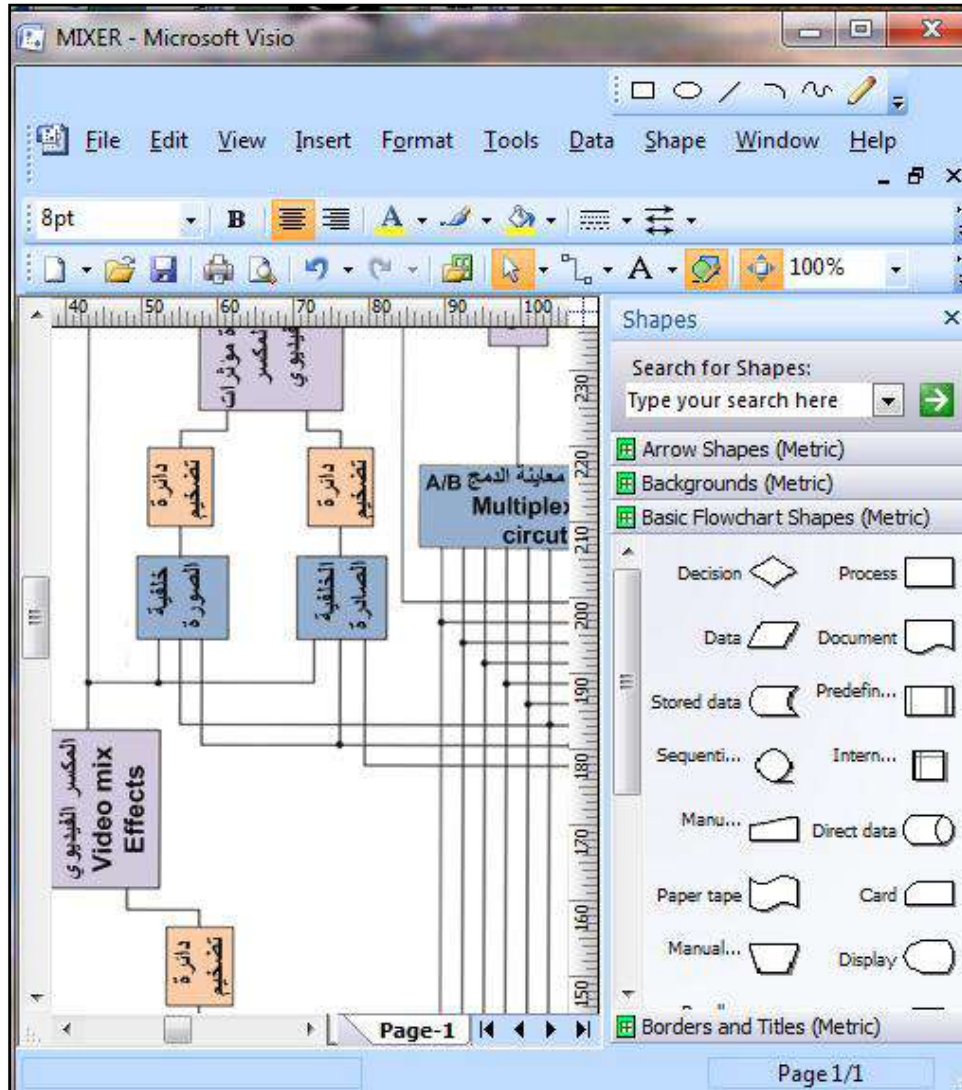 MIXER - Microsoft Visio
File Edit View Insert Format Tools Data Shape Window Help
8pt B A
A 100%
40 50 60 70 80 90 100
230
220
210
200
190
180
170
160
150
مؤثرات
المكسر
فيديوي
دائرة
تضخيم
دائرة
تضخيم
خلفية
الصورة
الخلفية
الصادرة
معاينة الدمج A/B
Multiplex
circut
المكسر الفيديوي
Video mix
Effects
دائرة
تضخيم
Page-1
Shapes
Search for Shapes:
Type your search here
Arrow Shapes (Metric)
Backgrounds (Metric)
Basic Flowchart Shapes (Metric)
Decision Process
Data Document
Stored data Predefin...
Sequenti... Intern...
Manu... Direct data
Paper tape Card
Manual... Display
Borders and Titles (Metric)
Page 1/1